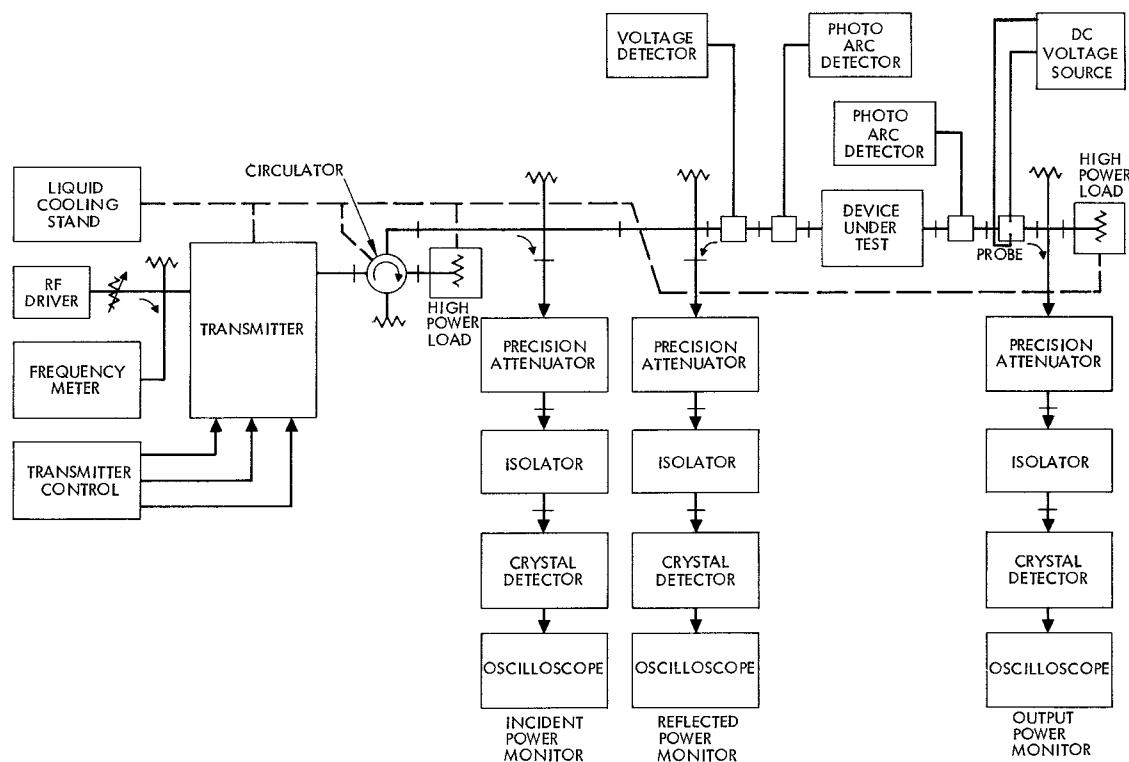 VOLTAGE
DETECTOR
PHOTO
ARC
DETECTOR
DC
VOLTAGE
SOURCE
PHOTO
ARC
DETECTOR
HIGH
POWER
LOAD
LIQUID
COOLING
STAND
CIRCULATOR
DEVICE
UNDER
TEST
PROBE
RF
DRIVER
TRANSMITTER
HIGH
POWER
LOAD
FREQUENCY
METER
TRANSMITTER
CONTROL
PRECISION
ATTENUATOR
PRECISION
ATTENUATOR
PRECISION
ATTENUATOR
ISOLATOR
ISOLATOR
ISOLATOR
CRYSTAL
DETECTOR
CRYSTAL
DETECTOR
CRYSTAL
DETECTOR
OSCILLOSCOPE
OSCILLOSCOPE
OSCILLOSCOPE
INCIDENT
POWER
MONITOR
REFLECTED
POWER
MONITOR
OUTPUT
POWER
MONITOR